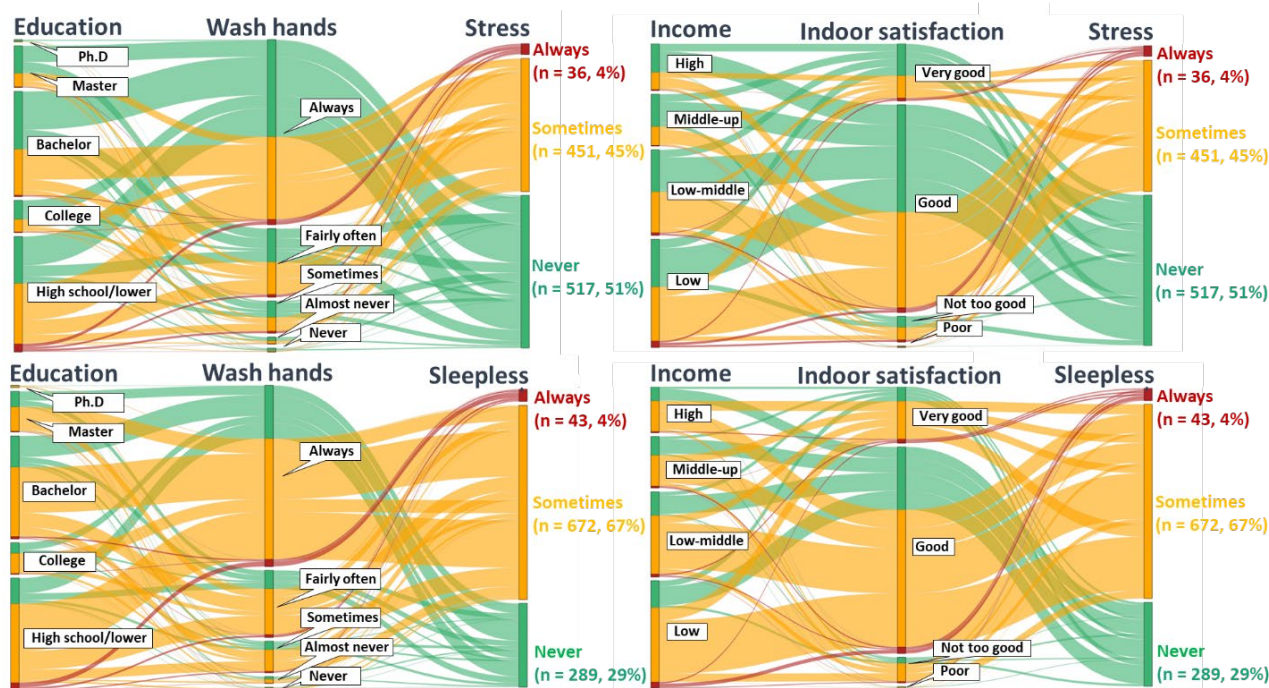 Education Wash hands Stress
Ph.D
Master
Bachelor
College
High school/lower
Always
Fairly often
Sometimes
Almost never
Never
Always
(n = 36, 4%)
Sometimes
(n = 451, 45%)
Never
(n = 517, 51%)
Income Indoor satisfaction Stress
High
Middle-up
Low-middle
Low
Very good
Good
Not too good
Poor
Always
(n = 36, 4%)
Sometimes
(n = 451, 45%)
Never
(n = 517, 51%)
Education Wash hands Sleepless
Ph.D
Master
Bachelor
College
High school/lower
Always
Fairly often
Sometimes
Almost never
Never
Always
(n = 43, 4%)
Sometimes
(n = 672, 67%)
Never
(n = 289, 29%)
Income Indoor satisfaction Sleepless
High
Middle-up
Low-middle
Low
Very good
Good
Not too good
Poor
Always
(n = 43, 4%)
Sometimes
(n = 672, 67%)
Never
(n = 289, 29%)